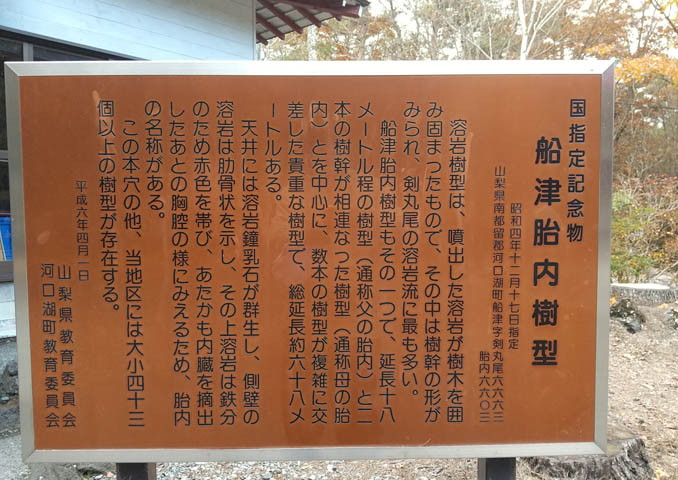 国指定記念物
船津胎内樹型
昭和四年十二月十七日指定
山梨県南都留郡河口湖町船津字剣丸尾六六六三
胎内六六〇三
溶岩樹型は、噴出した溶岩が樹木を囲
み固まつたもので、その中は樹幹の形が
みられ、剣丸尾の溶岩流に最も多い。
船津胎内樹型もその一つて、延長十八
メートル程の樹型（通称父の胎内）と二
本の樹幹が相連なった樹型（通称母の胎
内）とを中心に、数本の樹型が複雑に交
差した貴重な樹型で、総延長約六十八メ
ートルある。
天井には溶岩鐘乳石が群生し、側壁の
溶岩は肋骨状を示し、その上溶岩は鉄分
のため赤色を帯び、あたかも内臓を摘出
したあとの胸腔の様にみえるため、胎内
の名称がある。
この本穴の他、当地区には大小四十三
個以上の樹型が存在する。
平成六年四月一日
山梨県教育委員会
河口湖町教育委員会